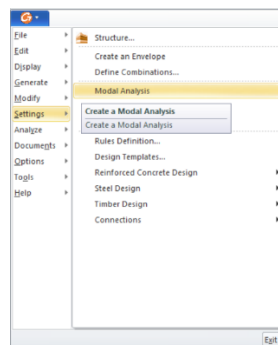 File
Edit
Display
Generate
Modify
Settings
Analyze
Documents
Options
Tools
Help
Structure...
Create an Envelope
Define Combinations...
Modal Analysis
Create a Modal Analysis
Create a Modal Analysis
Rules Definition...
Design Templates...
Reinforced Concrete Design
Steel Design
Timber Design
Connections
Exit